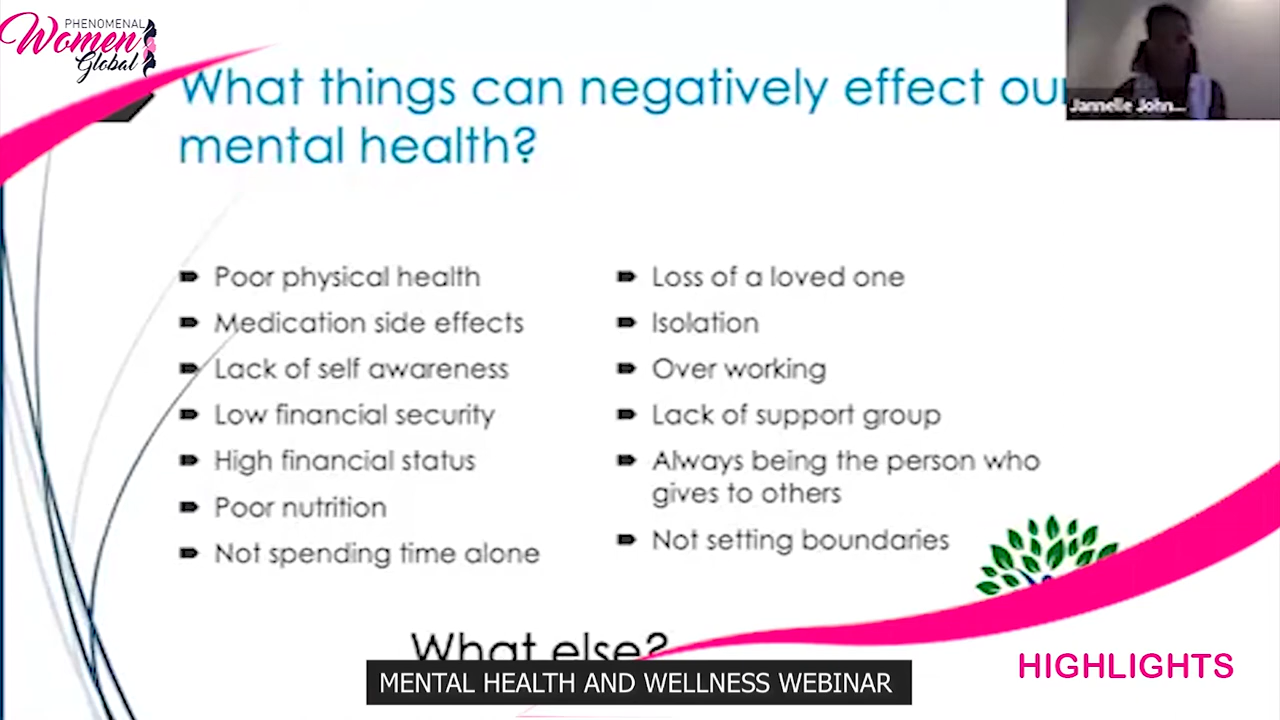 PHENOMENAL
Women
Global
What things can negatively effect our
mental health?
Jannelle John...
Poor physical health
Medication side effects
Lack of self awareness
Low financial security
High financial status
Poor nutrition
Not spending time alone
Loss of a loved one
Isolation
Over working
Lack of support group
Always being the person who
gives to others
Not setting boundaries
What else?
MENTAL HEALTH AND WELLNESS WEBINAR
HIGHLIGHTS